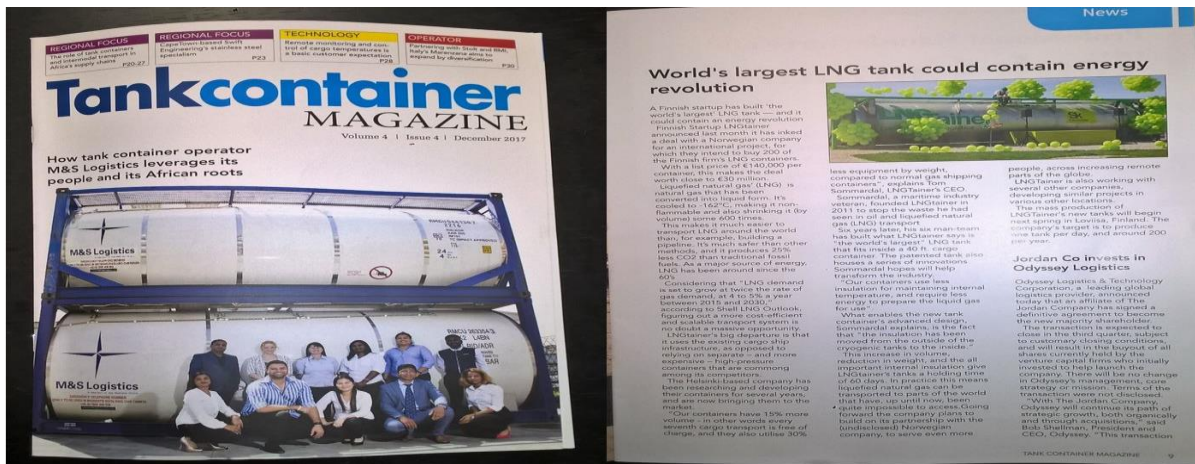 REGIONAL FOCUS
The role of tank containers
and intermodal transport in
Africa's supply chains
P20-27
REGIONAL FOCUS
CapeTown-based Swift
Engineering's stainless steel
specialism
P23
TECHNOLOGY
Remote monitoring and con-
trol of cargo temperatures is
a basic customer expectation
P28
OPERATOR
Partnering with Stolt and RMI,
Italy's Marenzana aims to
expand by diversification
P30
Tankcontainer
MAGAZINE
Volume 4 | Issue 4 | December 2017
How tank container operator
M&S Logistics leverages its
people and its African roots
M&S Logistics
M&S Logistics
RMCU 263354 3
News
World's largest LNG tank could contain energy
revolution
A Finnish startup has built 'the
world's largest' LNG tank — and it
could contain an energy revolution
Finnish Startup LNGtainer
announced last month it has inked
a deal with a Norwegian company
for an international project, for
which they intend to buy 200 of
the Finnish firm's LNG containers.
With a list price of €140,000 per
container, this makes the deal
worth close to €30 million.
Liquefied natural gas' (LNG) is
natural gas that has been
converted into liquid form. It's
cooled to -162°C, making it non-
flammable and also shrinking it (by
volume) some 600 times.
This makes it much easier to
transport LNG around the world
than, for example, building a
pipeline. It's much safer than other
methods, and it produces 25%
less CO2 than traditional fossil
fuels. As a major source of energy,
LNG has been around since the
60's
Considering that "LNG demand
is set to grow at twice the rate of
gas demand, at 4 to 5% a year
between 2015 and 2030,"
according to Shell LNG Outlook,
figuring out a more cost-efficient
and scalable transport system is
no doubt a massive opportunity.
LNGtainer's big departure is that
it uses the existing cargo ship
infrastructure, as opposed to
relying on separate – and more
expensive – high-pressure
containers that are commong
among its competitors.
The Helsinki-based company has
been researching and developing
their containers for several years,
and are now bringing them to the
market.
"Our containers have 15% more
volume - in other words every
seventh cargo transport is free of
charge, and they also utilise 30%
less equipment by weight,
compared to normal gas shipping
containers", explains Tom
Sommardal, LNGtainer's CEO.
Sommardal, a maritime industry
veteran, founded LNGtainer in
2011 to stop the waste he had
seen in oil and liquefied natural
gas (LNG) transport
Six years later, his six man-team
has built what LNGtainer says is
"the world's largest" LNG tank
that fits inside a 40 ft. cargo
container. The patented tank also
houses a series of innovations
Sommardal hopes will help
transform the industry.
"Our containers use less
insulation for maintaining internal
temperature, and require less
energy to prepare the liquid gas
for use"
What enables the new tank
container's advanced design,
Sommardal explains, is the fact
that "the insulation has been
moved from the outside of the
cryogenic tanks to the inside."
This increase in volume,
reduction in weight, and the all
important internal insulation give
LNGtainer's tanks a holding time
of 60 days. In practice this means
liquefied natural gas can be
transported to parts of the world
that have, up until now, been
quite impossible to access.Going
forward the company plans to
build on its partnership with the
(undisclosed) Norwegian
company, to serve even more
people, across increasing remote
parts of the globe.
LNGTainer is also working with
several other companies,
developing similar projects in
various other locations.
The mass production of
LNGTainer's new tanks will begin
next spring in Loviisa, Finland. The
company's target is to produce
one tank per day, and around 200
per year.
Jordan Co invests in
Odyssey Logistics
Odyssey Logistics & Technology
Corporation, a leading global
logistics provider, announced
today that an affiliate of The
Jordan Company has signed a
definitive agreement to become
the new majority shareholder.
The transaction is expected to
close in the third quarter, subject
to customary closing conditions,
and will result in the buyout of all
shares currently held by the
venture capital firms who initially
invested to help launch the
company. There will be no change
in Odyssey's management, core
strategy or mission. Terms of the
transaction were not disclosed.
"With The Jordan Company,
Odyssey will continue its path of
strategic growth, both organically
and through acquisitions," said
Bob Shellman, President and
CEO, Odyssey. "This transaction
TANK CONTAINER MAGAZINE 9